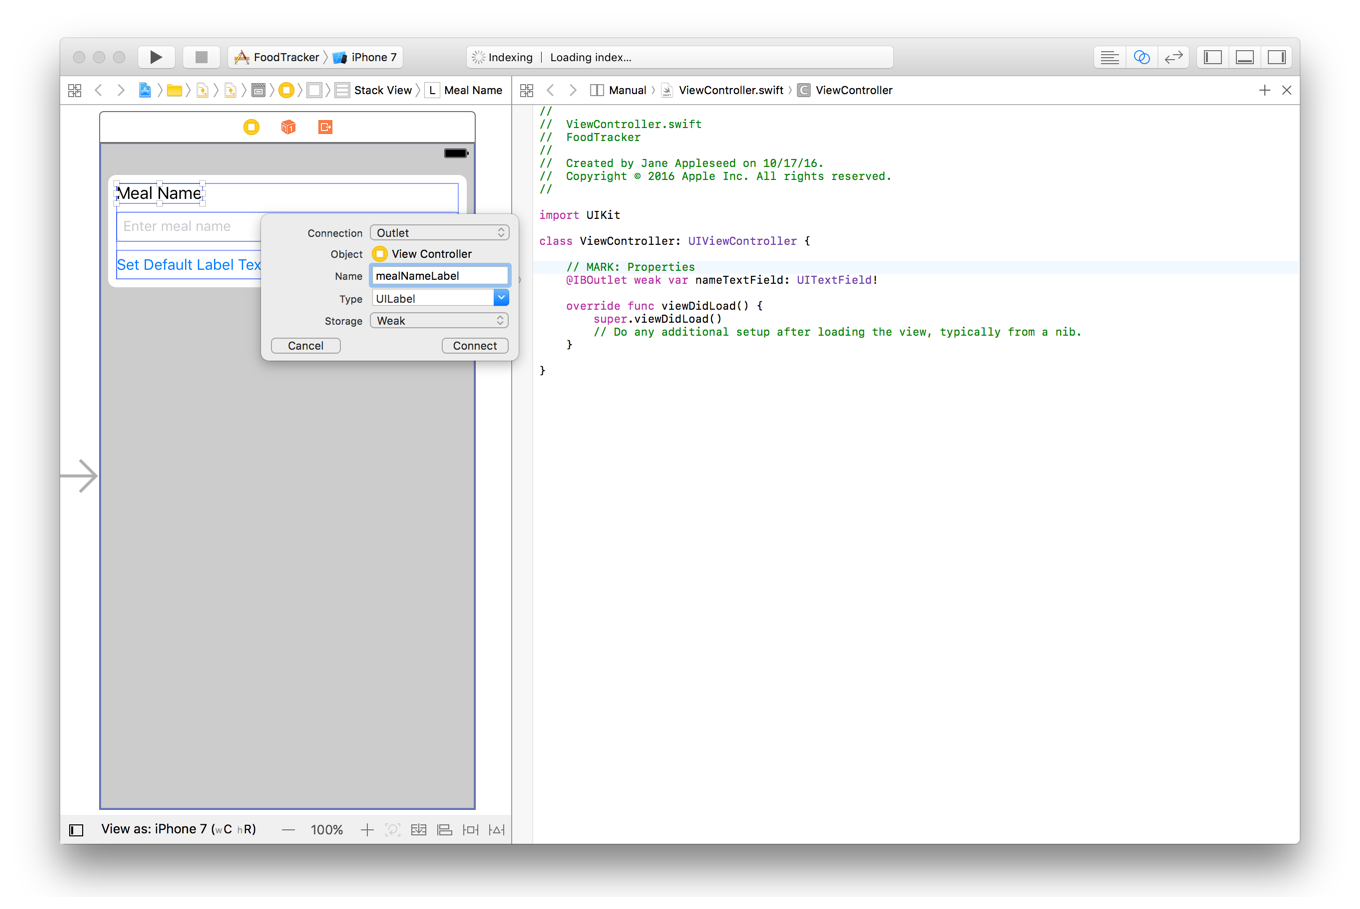 FoodTracker iPhone 7 Indexing | Loading index...
Stack View L Meal Name Manual ViewController.swift C ViewController
Meal Name
Enter meal name
Set Default Label Tex
Connection Outlet
Object View Controller
Name mealNameLabel
Type UILabel
Storage Weak
Cancel Connect
View as: iPhone 7 (wC hR) — 100% +
//
// ViewController.swift
// FoodTracker
//
// Created by Jane Appleseed on 10/17/16.
// Copyright © 2016 Apple Inc. All rights reserved.
//
import UIKit
class ViewController: UIViewController {
// MARK: Properties
@IBOutlet weak var nameTextField: UITextField!
override func viewDidLoad() {
super.viewDidLoad()
// Do any additional setup after loading the view, typically from a nib.
}
}